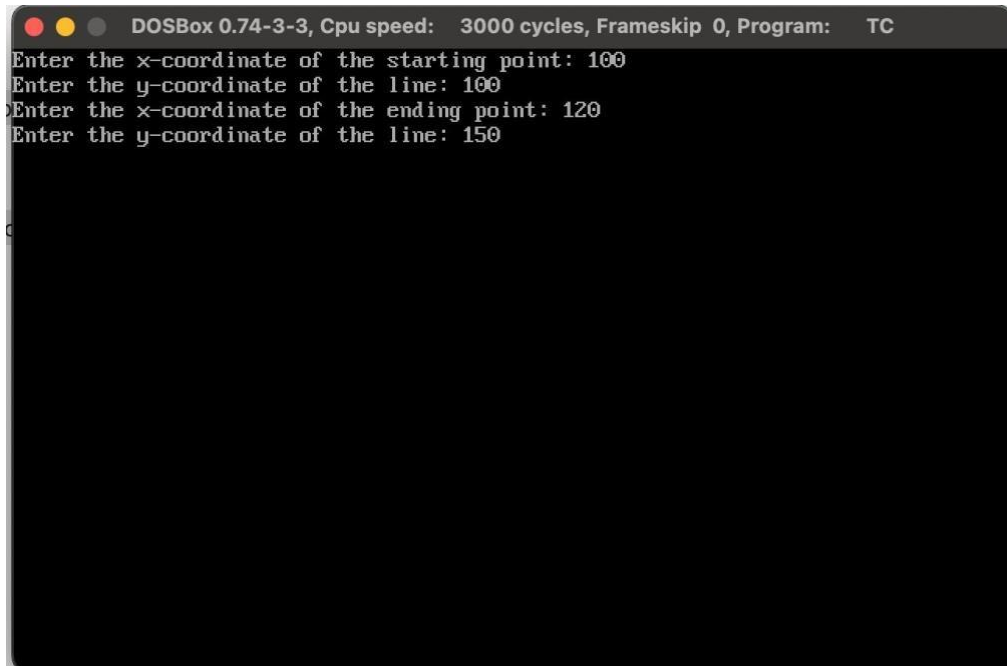 DOSBox 0.74-3-3, Cpu speed: 3000 cycles, Frameskip 0, Program: TC
Enter the x-coordinate of the starting point: 100
Enter the y-coordinate of the line: 100
Enter the x-coordinate of the ending point: 120
Enter the y-coordinate of the line: 150